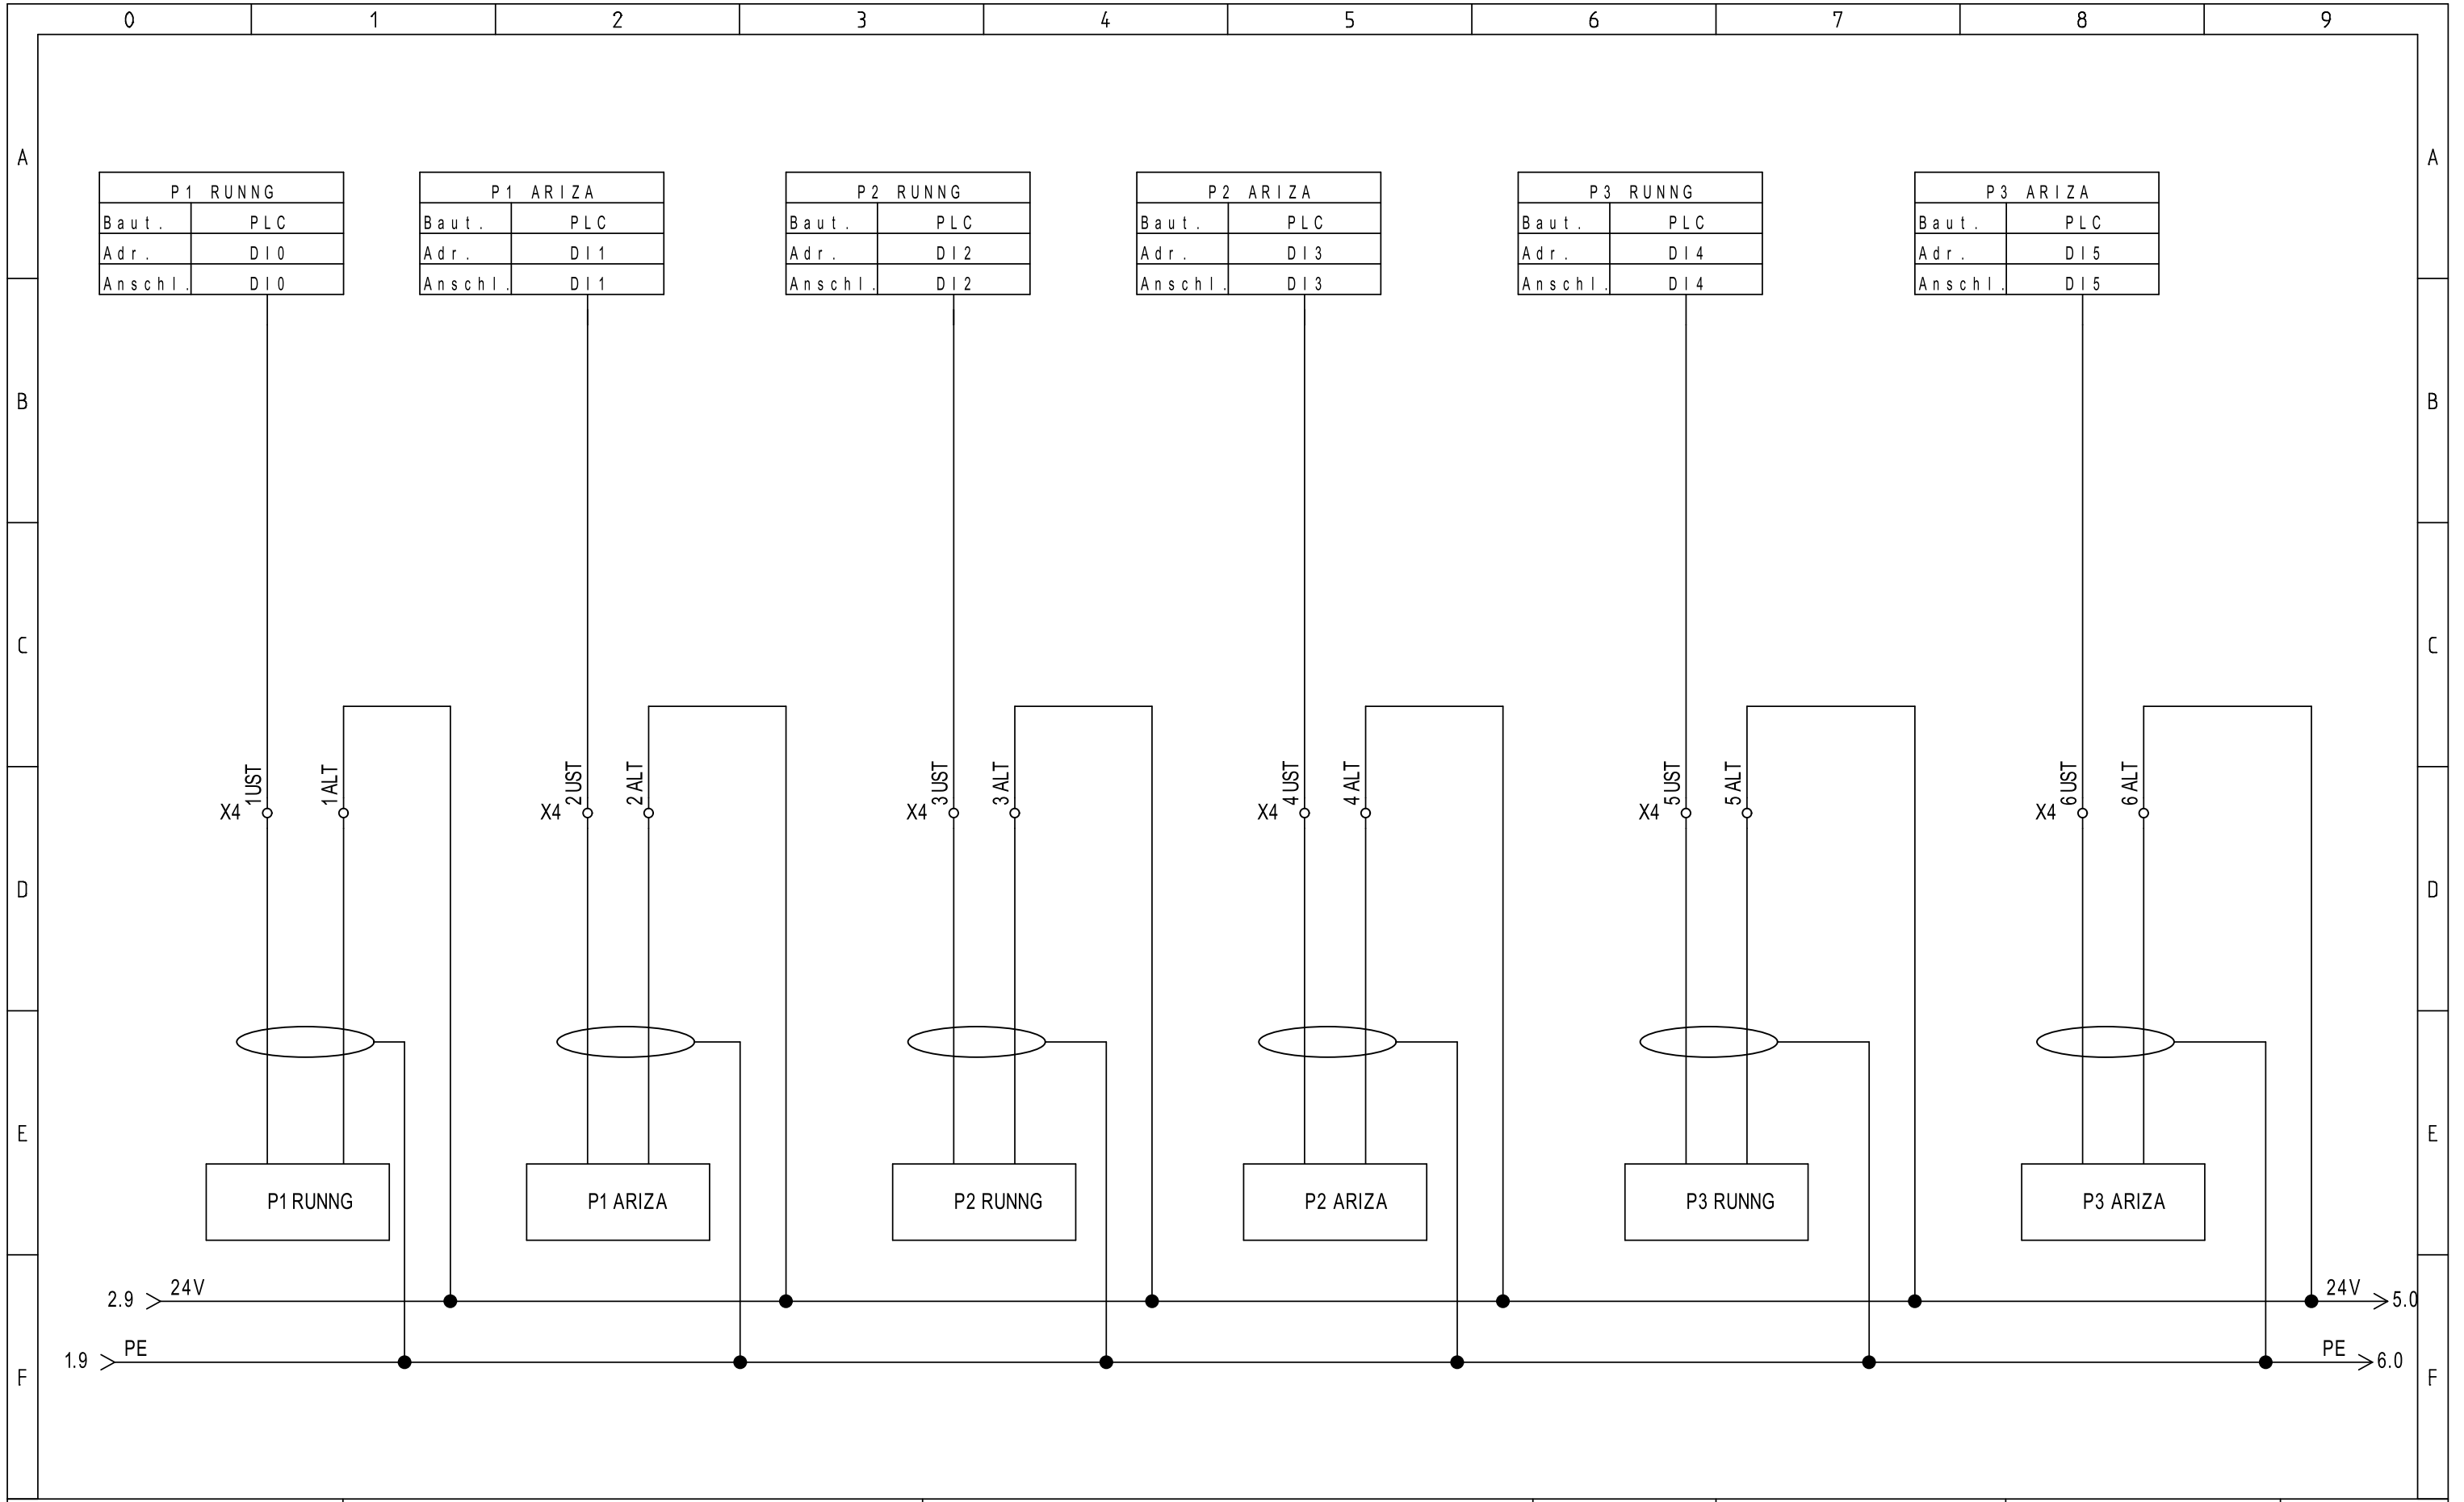 0 1 2 3 4 5 6 7 8 9
A A
P1 RUNNG P1 ARIZA P2 RUNNG P2 ARIZA P3 RUNNG P3 ARIZA
Baut. PLC Baut. PLC Baut. PLC Baut. PLC Baut. PLC Baut. PLC
Adr. DI0 Adr. DI1 Adr. DI2 Adr. DI3 Adr. DI4 Adr. DI5
Anschl. DI0 Anschl. DI1 Anschl. DI2 Anschl. DI3 Anschl. DI4 Anschl. DI5
B B
C C
1UST 1ALT 2UST 2ALT 3UST 3ALT 4UST 4ALT 5UST 5ALT 6UST 6ALT
X4 X4 X4 X4 X4 X4
D D
E E
P1 RUNNG P1 ARIZA P2 RUNNG P2 ARIZA P3 RUNNG P3 ARIZA
2.9 24V 24V 5.0
1.9 PE PE 6.0
F F